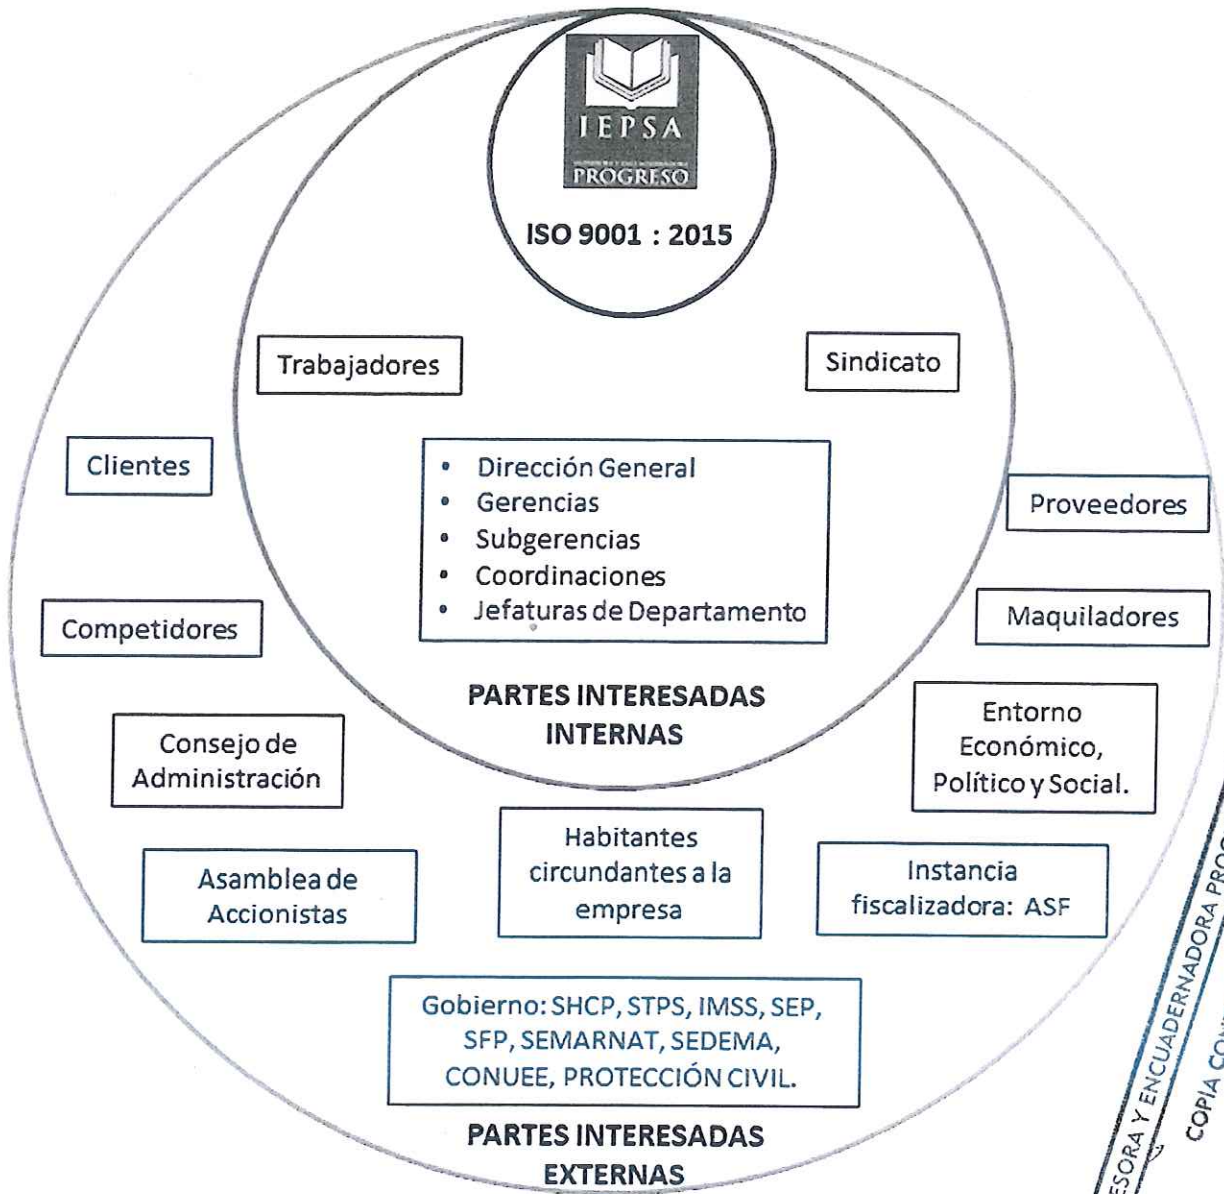 IEPSA
PROGRESO
ISO 9001 : 2015
Trabajadores
Sindicato
Clientes
• Dirección General
• Gerencias
• Subgerencias
• Coordinaciones
• Jefaturas de Departamento
Proveedores
Competidores
Maquiladores
PARTES INTERESADAS
INTERNAS
Consejo de
Administración
Entorno
Económico,
Político y Social.
Asamblea de
Accionistas
Habitantes
circundantes a la
empresa
Instancia
fiscalizadora: ASF
Gobierno: SHCP, STPS, IMSS, SEP,
SFP, SEMARNAT, SEDEMA,
CONUEE, PROTECCIÓN CIVIL.
PARTES INTERESADAS
EXTERNAS
ESORA Y ENCUADERNADORA
COPIA